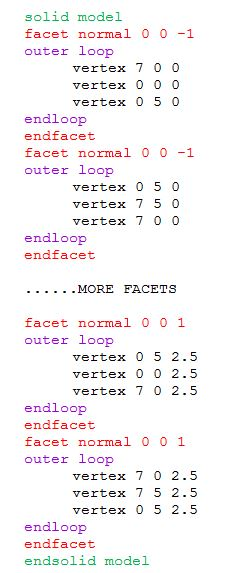 solid model
facet normal 0 0 -1
outer loop
vertex 7 0 0
vertex 0 0 0
vertex 0 5 0
endloop
endfacet
facet normal 0 0 -1
outer loop
vertex 0 5 0
vertex 7 5 0
vertex 7 0 0
endloop
endfacet
......MORE FACETS
facet normal 0 0 1
outer loop
vertex 0 5 2.5
vertex 0 0 2.5
vertex 7 0 2.5
endloop
endfacet
facet normal 0 0 1
outer loop
vertex 7 0 2.5
vertex 7 5 2.5
vertex 0 5 2.5
endloop
endfacet
endsolid model